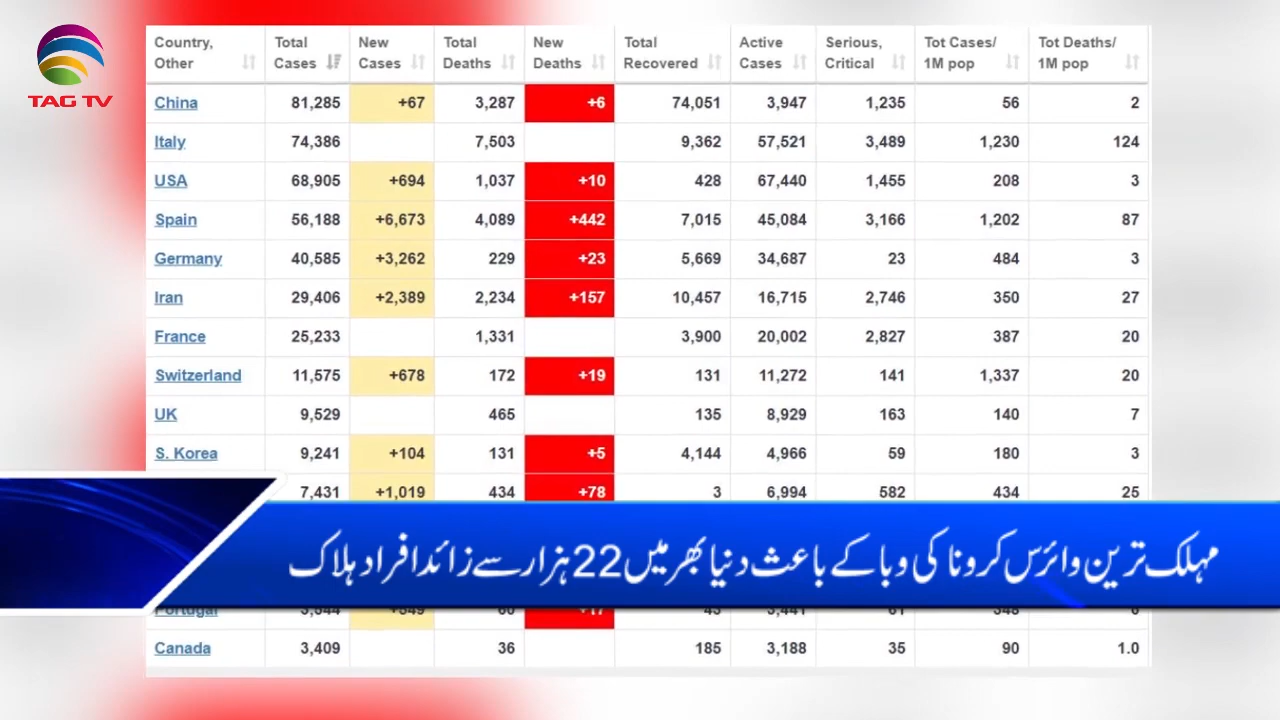 TAG TV
Country, Other Total Cases New Cases Total Deaths New Deaths Total Recovered Active Cases Serious, Critical Tot Cases/ 1M pop Tot Deaths/ 1M pop
China 81,285 +67 3,287 +6 74,051 3,947 1,235 56 2
Italy 74,386 7,503 9,362 57,521 3,489 1,230 124
USA 68,905 +694 1,037 +10 428 67,440 1,455 208 3
Spain 56,188 +6,673 4,089 +442 7,015 45,084 3,166 1,202 87
Germany 40,585 +3,262 229 +23 5,669 34,687 23 484 3
Iran 29,406 +2,389 2,234 +157 10,457 16,715 2,746 350 27
France 25,233 1,331 3,900 20,002 2,827 387 20
Switzerland 11,575 +678 172 +19 131 11,272 141 1,337 20
UK 9,529 465 135 8,929 163 140 7
S. Korea 9,241 +104 131 +5 4,144 4,966 59 180 3
7,431 +1,019 434 +78 3 6,994 582 434 25
مہلک ترین وائرس کرونا کی وبا کے باعث دنیا بھر میں 22 ہزار سے زائد افراد ہلاک
Portugal
Canada 3,409 36 185 3,188 35 90 1.0